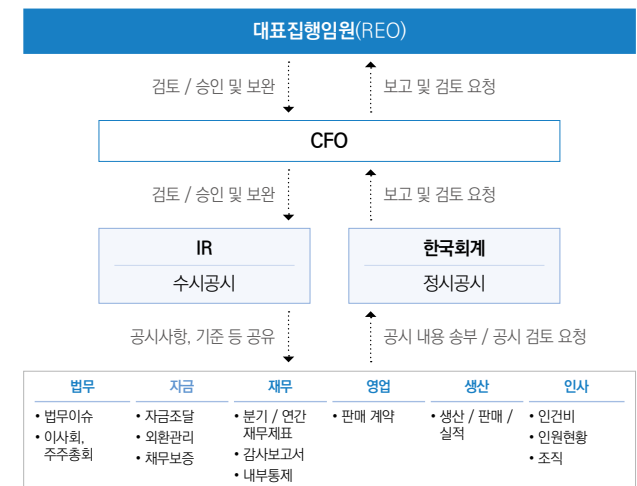 대표집행임원(REO)
검토 / 승인 및 보완
보고 및 검토 요청
CFO
검토 / 승인 및 보완
보고 및 검토 요청
IR
수시공시
한국회계
정시공시
공시사항, 기준 등 공유
공시 내용 송부 / 공시 검토 요청
법무
• 법무이슈
• 이사회,
주주총회
자금
• 자금조달
• 외환관리
• 채무보증
재무
• 분기 / 연간
재무제표
• 감사보고서
• 내부통제
영업
• 판매 계약
생산
• 생산 / 판매 /
실적
인사
• 인건비
• 인원현황
• 조직